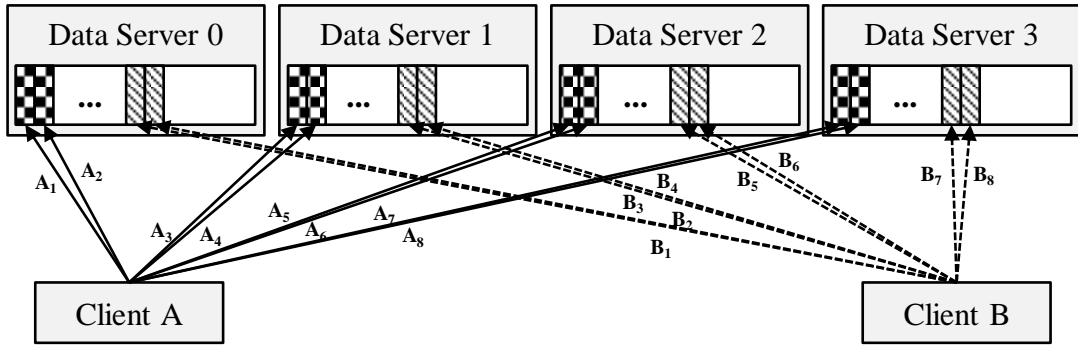 Data Server 0
Data Server 1
Data Server 2
Data Server 3
...
...
...
...
A1
A2
A3
A4
A5
A6
A7
A8
B1
B2
B3
B4
B5
B6
B7
B8
Client A
Client B